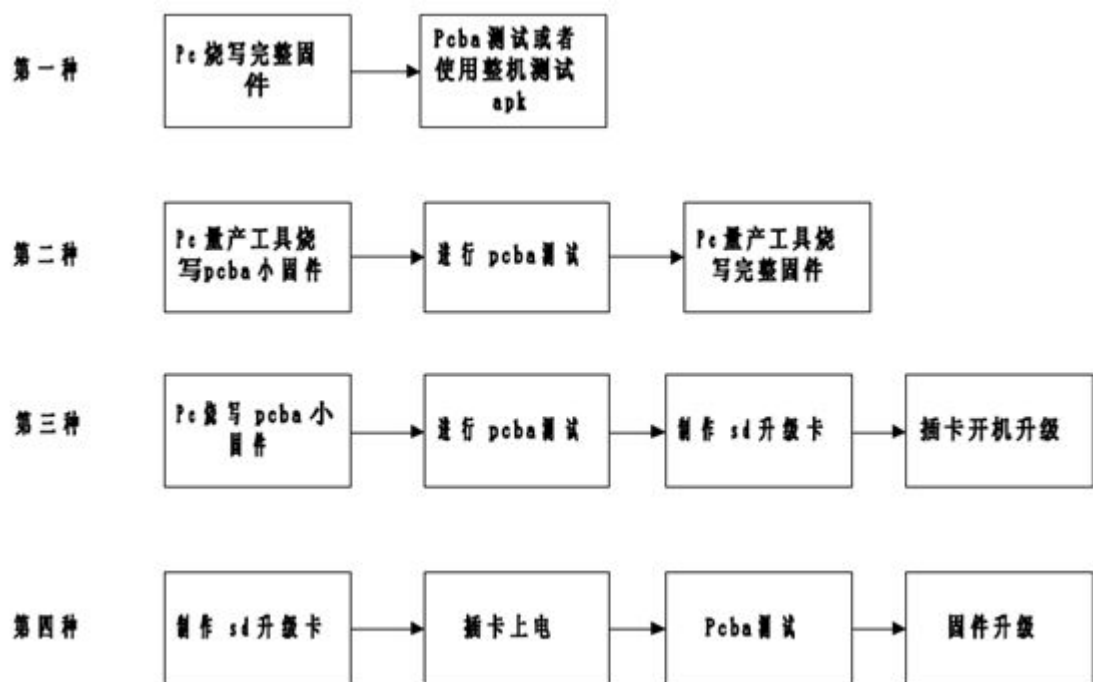 第一种
Pc烧写完整固
件
Pcba测试或者
使用整机测试
apk
第二种
Pc量产工具烧
写pcba小固件
进行pcba测试
Pc量产工具烧
写完整固件
第三种
Pc烧写pcba小
固件
进行pcba测试
制作sd升级卡
插卡开机升级
第四种
制作sd升级卡
插卡上电
Pcba测试
固件升级